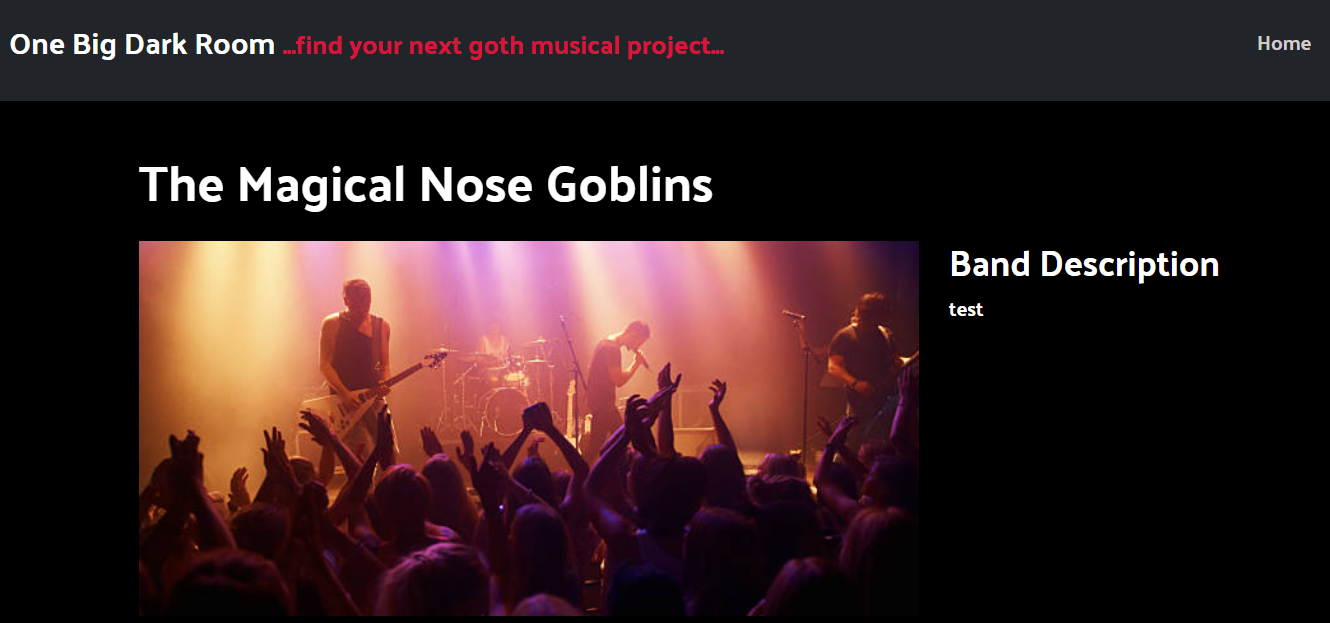 One Big Dark Room ...find your next goth musical project... Home
The Magical Nose Goblins
Band Description
test